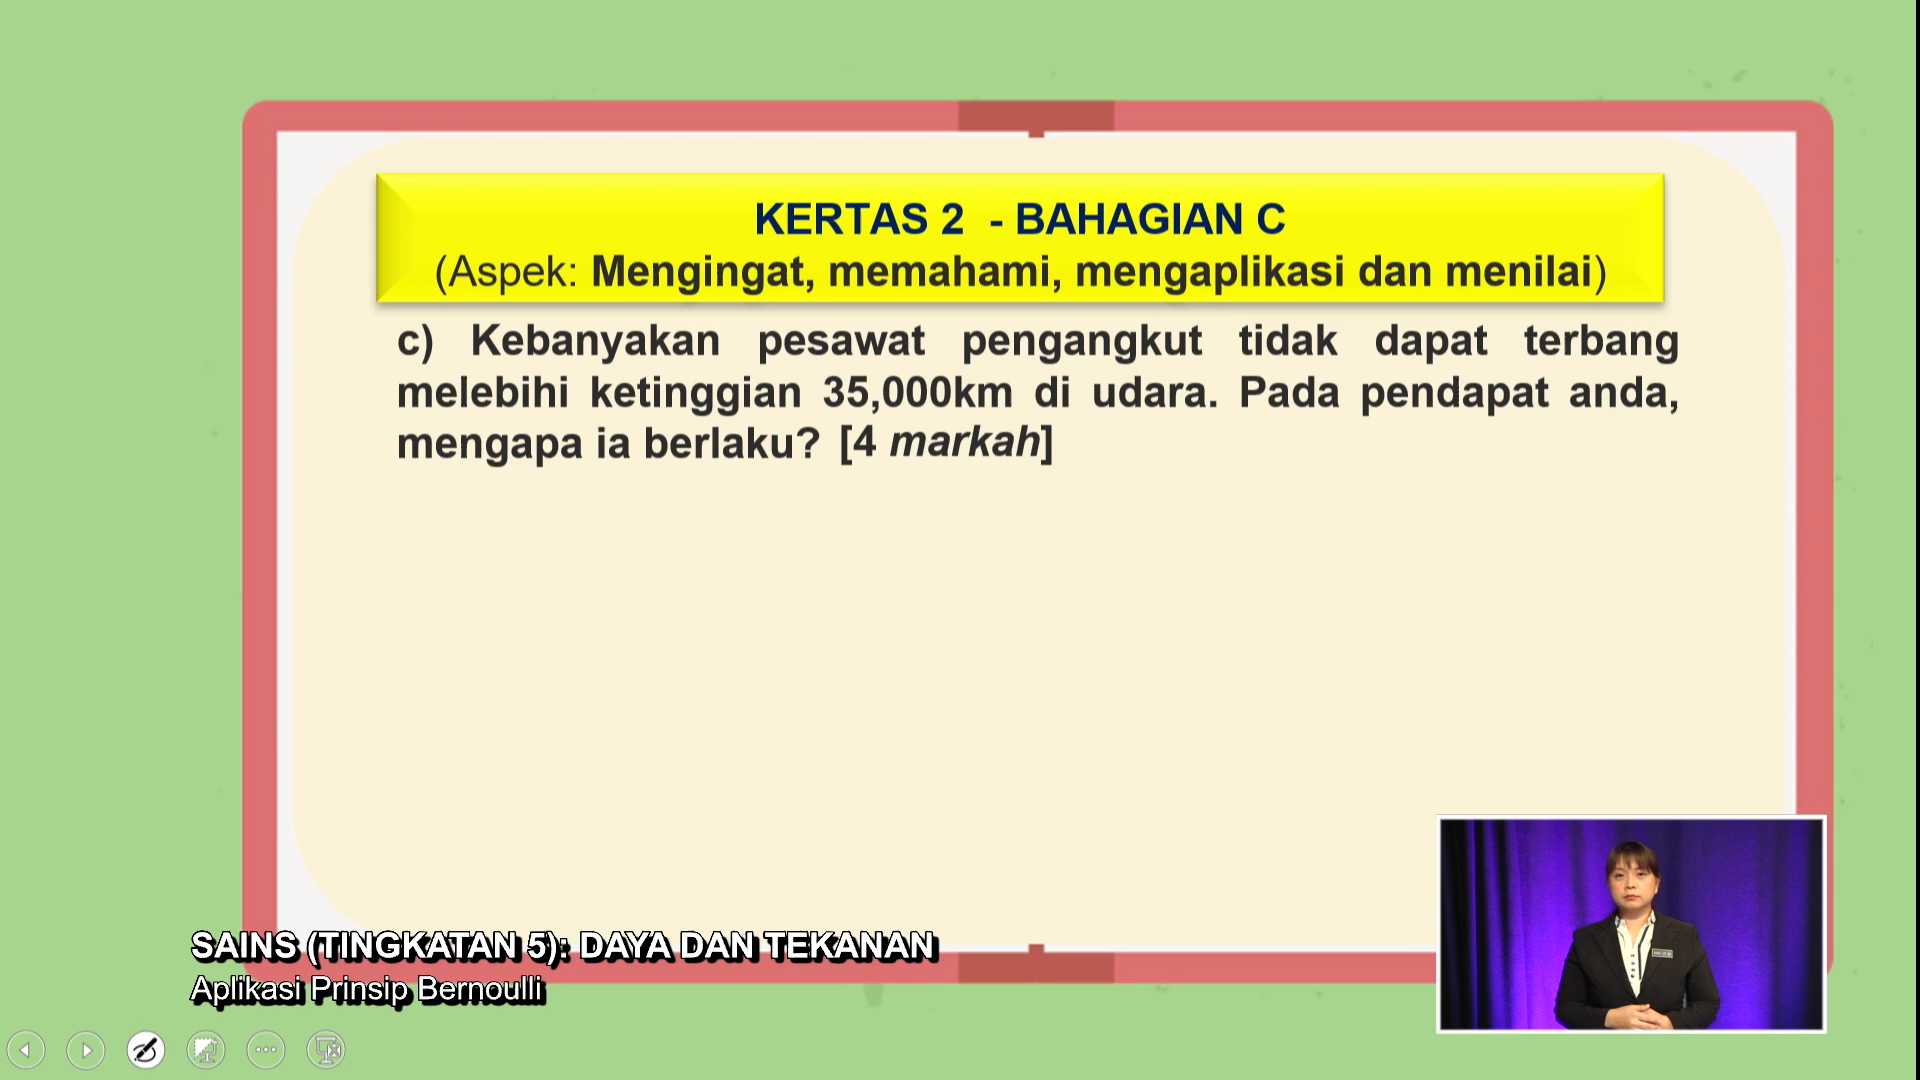 KERTAS 2 - BAHAGIAN C
(Aspek: Mengingat, memahami, mengaplikasi dan menilai)
c) Kebanyakan pesawat pengangkut tidak dapat terbang
melebihi ketinggian 35,000km di udara. Pada pendapat anda,
mengapa ia berlaku? [4 markah]
SAINS (TINGKATAN 5): DAYA DAN TEKANAN
Aplikasi Prinsip Bernoulli